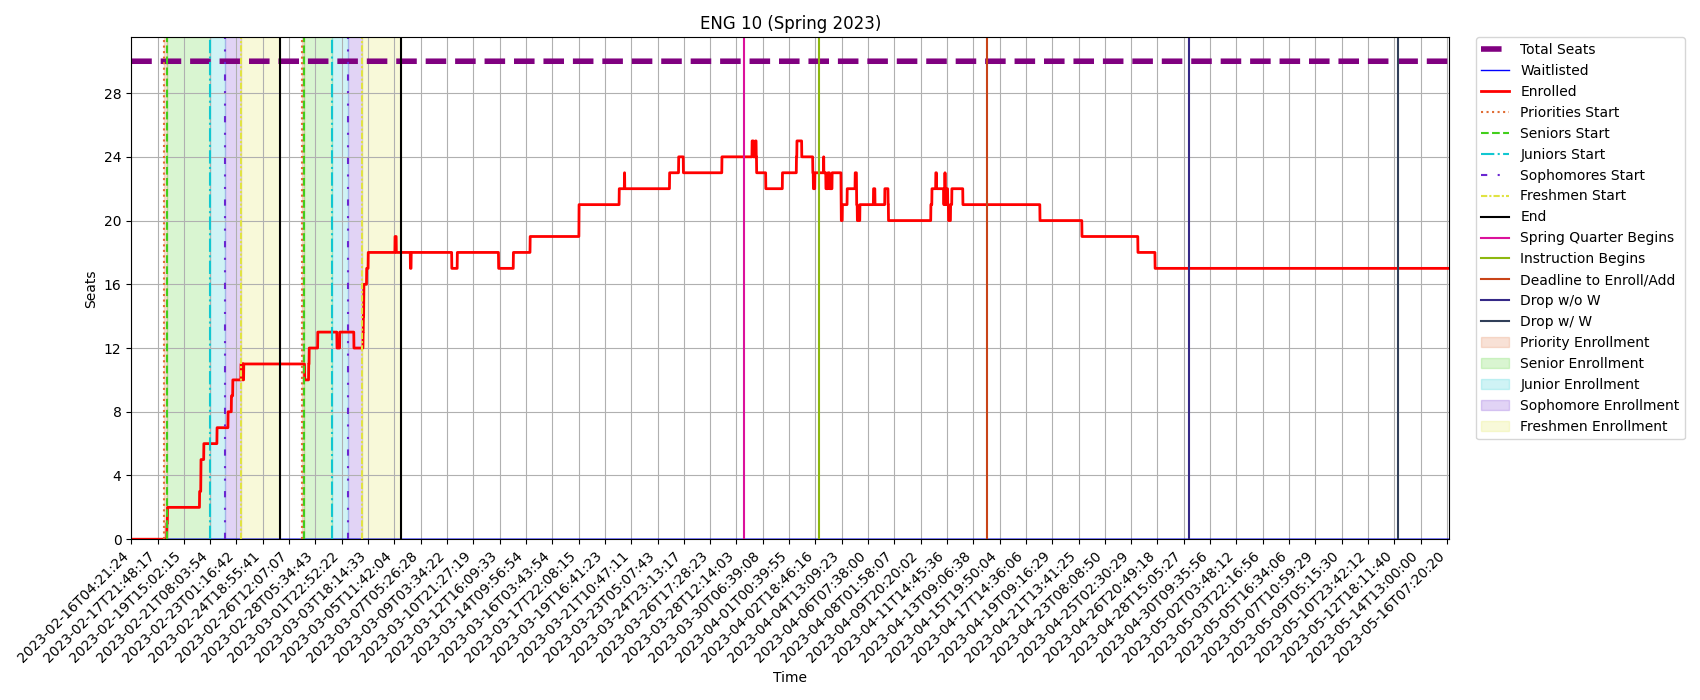 ENG 10 (Spring 2023)
Seats
28
24
20
16
12
8
4
0
2023-02-16T04:21:24
2023-02-17T21:48:17
2023-02-19T15:02:15
2023-02-21T08:03:54
2023-02-23T01:16:42
2023-02-24T18:55:41
2023-02-26T12:07:07
2023-02-28T05:34:43
2023-03-01T22:52:22
2023-03-03T18:14:33
2023-03-05T11:42:04
2023-03-07T05:26:28
2023-03-09T03:34:22
2023-03-10T21:27:19
2023-03-12T16:09:33
2023-03-14T09:56:54
2023-03-16T03:43:54
2023-03-17T22:08:15
2023-03-19T16:41:23
2023-03-21T10:47:11
2023-03-23T05:07:43
2023-03-24T23:13:17
2023-03-26T17:28:23
2023-03-28T12:14:03
2023-03-30T06:39:08
2023-04-01T00:39:55
2023-04-02T18:46:16
2023-04-04T13:09:23
2023-04-06T07:38:00
2023-04-08T01:58:07
2023-04-09T20:20:02
2023-04-11T14:45:36
2023-04-13T09:06:38
2023-04-15T19:50:04
2023-04-17T14:36:06
2023-04-19T09:16:29
2023-04-21T13:41:25
2023-04-23T08:08:50
2023-04-25T02:30:29
2023-04-26T20:49:18
2023-04-28T15:05:27
2023-04-30T09:35:56
2023-05-02T03:48:12
2023-05-03T22:16:56
2023-05-05T16:34:06
2023-05-07T10:59:29
2023-05-09T05:15:30
2023-05-10T23:42:12
2023-05-12T18:11:40
2023-05-14T13:00:00
2023-05-16T07:20:20
Time
Total Seats
Waitlisted
Enrolled
Priorities Start
Seniors Start
Juniors Start
Sophomores Start
Freshmen Start
End
Spring Quarter Begins
Instruction Begins
Deadline to Enroll/Add
Drop w/o W
Drop w/ W
Priority Enrollment
Senior Enrollment
Junior Enrollment
Sophomore Enrollment
Freshmen Enrollment